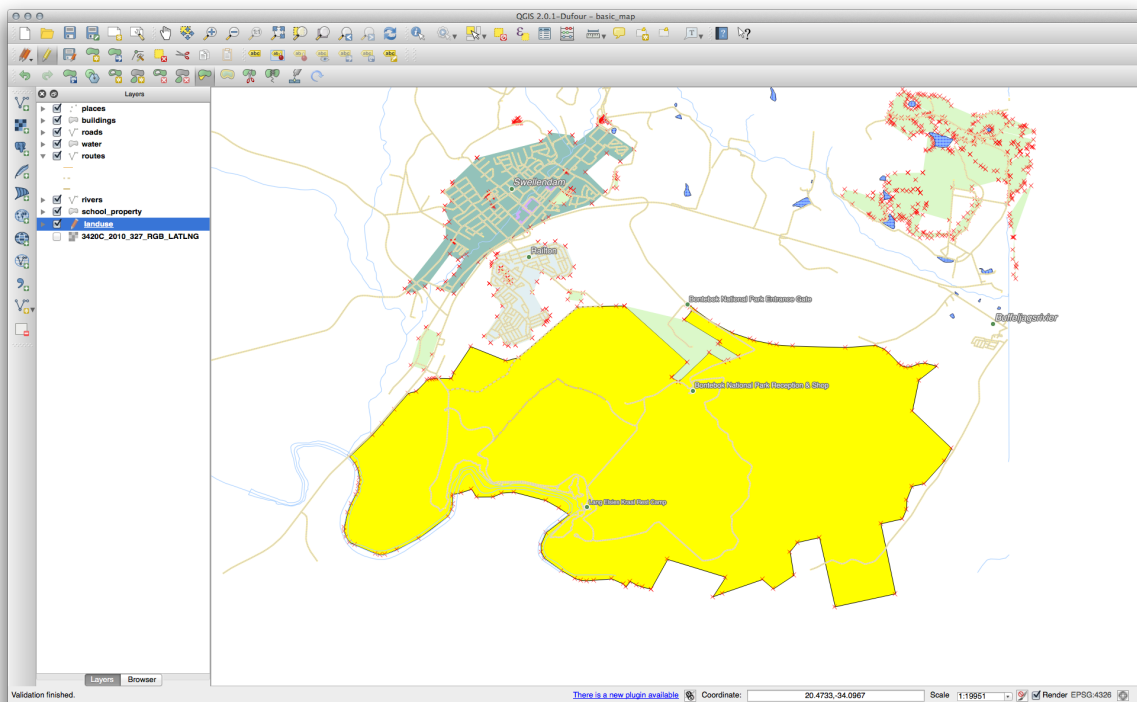 QGIS 2.0.1-Dufour - basic_map
Layers
places
buildings
roads
water
routes
rivers
school_property
landuse
3420C_2010_327_RGB_LATLNG
Swellendam
Railton
Bontebok National Park Entrance Gate
Buffeljagsrivier
Bontebok National Park Reception & Shop
Lang Elsies Kraal Rest Camp
Layers Browser
Validation finished.
There is a new plugin available
Coordinate: 20.4733,-34.0967
Scale 1:19951
Render EPSG:4326